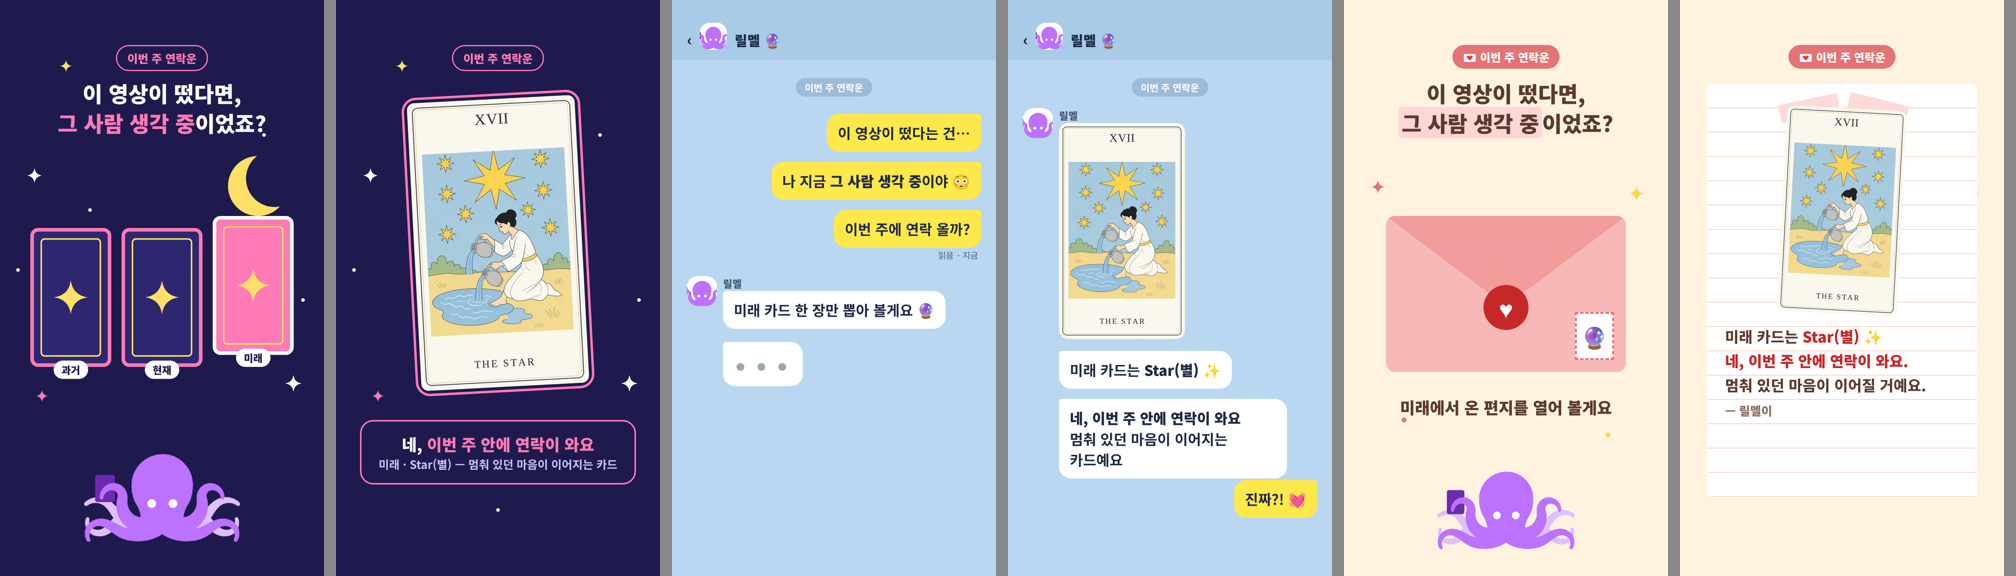 이번 주 연락운
이 영상이 떴다면,
그 사람 생각 중이었죠?
과거
현재
미래
이번 주 연락운
XVII
THE STAR
네, 이번 주 안에 연락이 와요
미래 · Star(별) — 멈춰 있던 마음이 이어지는 카드
‹ 릴멜 🔮
이번 주 연락운
이 영상이 떴다는 건…
나 지금 그 사람 생각 중이야 😳
이번 주에 연락 올까?
읽음 · 지금
릴멜
미래 카드 한 장만 뽑아 볼게요 🔮
‹ 릴멜 🔮
이번 주 연락운
릴멜
XVII
THE STAR
미래 카드는 Star(별) ✨
네, 이번 주 안에 연락이 와요
멈춰 있던 마음이 이어지는
카드예요
진짜?! 💓
💌 이번 주 연락운
이 영상이 떴다면,
그 사람 생각 중이었죠?
미래에서 온 편지를 열어 볼게요
💌 이번 주 연락운
XVII
THE STAR
미래 카드는 Star(별) ✨
네, 이번 주 안에 연락이 와요.
멈춰 있던 마음이 이어질 거예요.
— 릴멜이